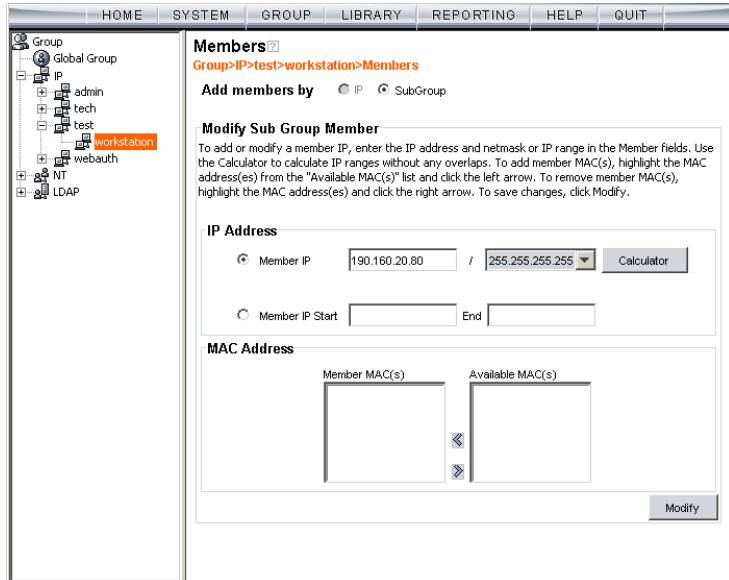 HOME SYSTEM GROUP LIBRARY REPORTING HELP QUIT
Group
Global Group
IP
admin
tech
test
workstation
webauth
NT
LDAP
Members
Group>IP>test>workstation>Members
Add members by IP SubGroup
Modify Sub Group Member
To add or modify a member IP, enter the IP address and netmask or IP range in the Member fields. Use
the Calculator to calculate IP ranges without any overlaps. To add member MAC(s), highlight the MAC
address(es) from the "Available MAC(s)" list and click the left arrow. To remove member MAC(s),
highlight the MAC address(es) and click the right arrow. To save changes, click Modify.
IP Address
Member IP 190.160.20.80 / 255.255.255.255 Calculator
Member IP Start End
MAC Address
Member MAC(s) Available MAC(s)
Modify